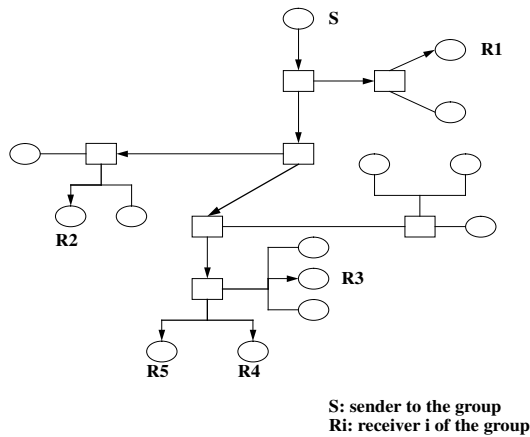 S
R1
R2
R3
R5
R4
S: sender to the group
Ri: receiver i of the group